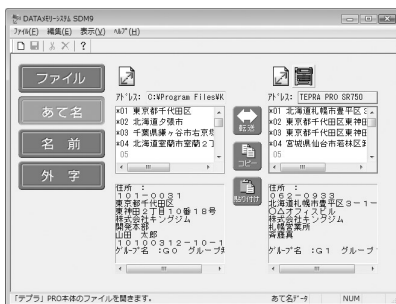 DATAﾒﾓﾘｰｼｽﾃﾑ SDM9
ﾌｧｲﾙ(F) 編集(E) 表示(V) ﾍﾙﾌﾟ(H)
ファイル
あて名
名 前
外 字
ｱﾄﾞﾚｽ: C:¥Program Files¥K
*01 東京都千代田区
*02 北海道夕張市
*03 千葉県鎌ヶ谷市右京塚
*04 北海道室蘭市室蘭2丁
05
住所 :
101-0031
東京都千代田区
東神田2丁目10番18号
株式会社キングジム
開発本部
山田 太郎
10100312-10-1
ｸﾞﾙｰﾌﾟ名 :G0 グループ
転送
コピー
貼り付け
ｱﾄﾞﾚｽ: TEPRA PRO SR750
*01 北海道札幌市豊平区
*02 東京都千代田区東神田
*03 東京都千代田区東神田
*04 宮城県仙台市若林区
05
住所 :
062-0933
北海道札幌市豊平区3-1-
〇△オフィスビル
株式会社キングジム
札幌営業所
斉藤真
ｸﾞﾙｰﾌﾟ名 :G1 グループ
「テプラ」PRO本体のファイルを開きます。
あて名ﾃﾞｰﾀ NUM